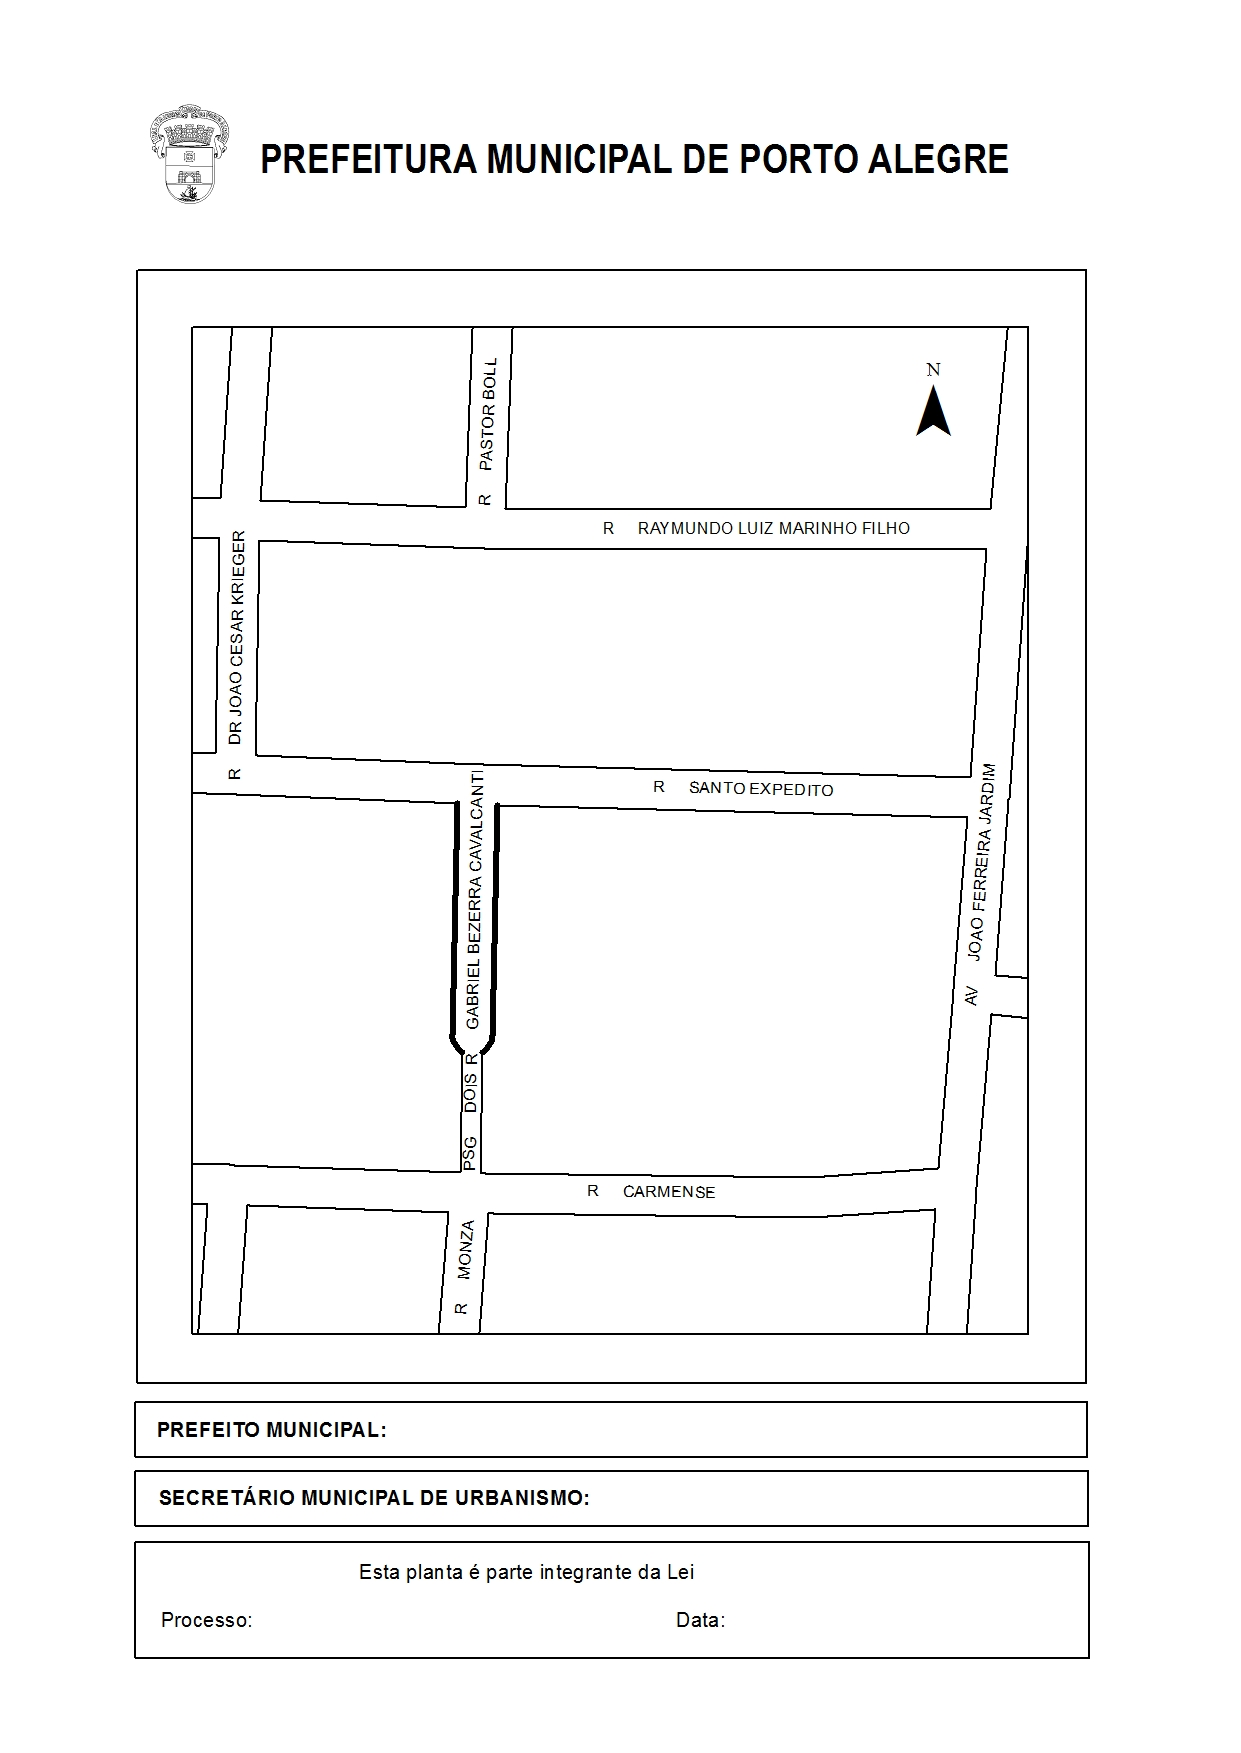 PREFEITURA MUNICIPAL DE PORTO ALEGRE
N
R PASTOR BOLL
R RAYMUNDO LUIZ MARINHO FILHO
R DR JOAO CESAR KRIEGER
R SANTO EXPEDITO
R GABRIEL BEZERRA CAVALCANTI
AV JOAO FERREIRA JARDIM
PSG DOIS
R CARMENSE
R MONZA
PREFEITO MUNICIPAL:
SECRETÁRIO MUNICIPAL DE URBANISMO:
Esta planta é parte integrante da Lei
Processo: Data: